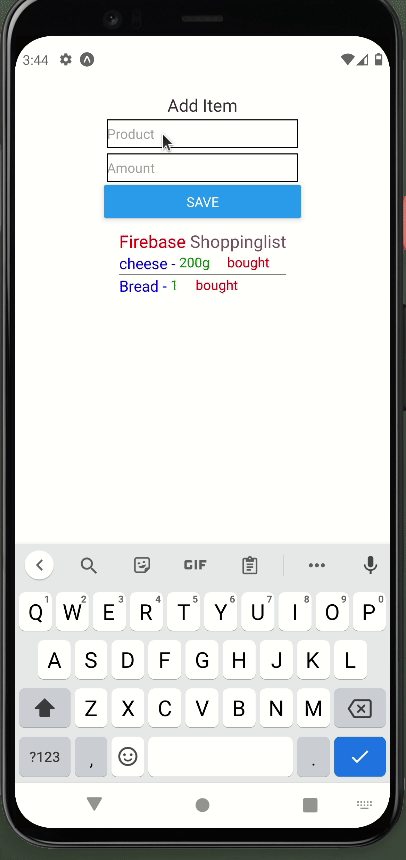 3:44
Add Item
Product
Amount
SAVE
Firebase Shoppinglist
cheese - 200g bought
Bread - 1 bought
GIF
Q1 W2 E3 R4 T5 Y6 U7 I8 O9 P0
A S D F G H J K L
Z X C V B N M
?123 , .